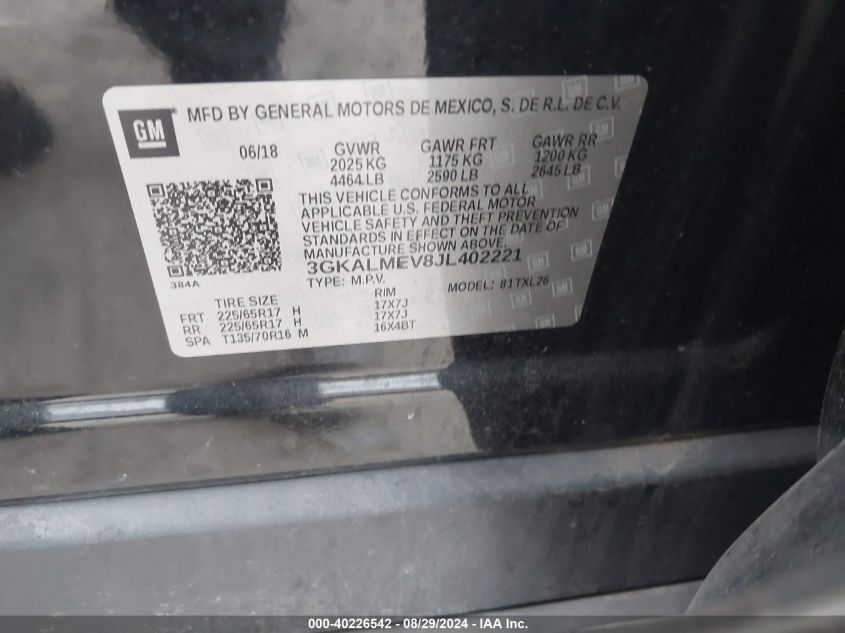 GM
MFD BY GENERAL MOTORS DE MEXICO, S. DE R.L. DE C.V.
06/18 GVWR GAWR FRT GAWR RR
2025 KG 1175 KG 1200 KG
4464 LB 2590 LB 2645 LB
THIS VEHICLE CONFORMS TO ALL
APPLICABLE U.S. FEDERAL MOTOR
VEHICLE SAFETY AND THEFT PREVENTION
STANDARDS IN EFFECT ON THE DATE OF
MANUFACTURE SHOWN ABOVE.
3GKALMEV8JL402221
384A TYPE: M.P.V. MODEL: 81TXL26
TIRE SIZE RIM
FRT 225/65R17 H 17X7J
RR 225/65R17 H 17X7J
SPA T135/70R16 M 16X4BT
000-40226542 - 08/29/2024 - IAA Inc.